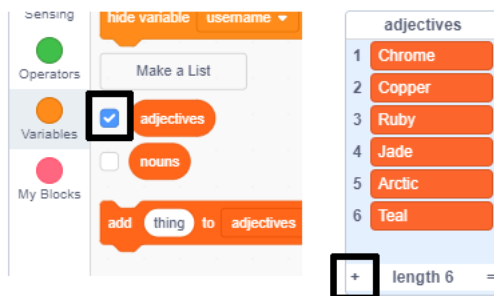 Sensing
hide variable username
Operators
Make a List
Variables
adjectives
nouns
My Blocks
add thing to adjectives
adjectives
1 Chrome
2 Copper
3 Ruby
4 Jade
5 Arctic
6 Teal
+ length 6 =